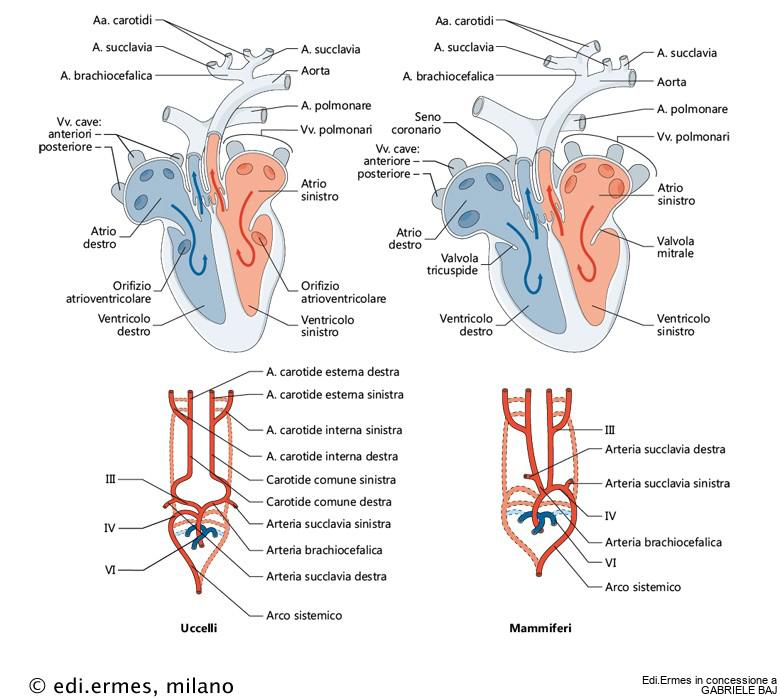 Aa. carotidi
A. succlavia
A. brachiocefalica
A. succlavia
Aorta
A. polmonare
Vv. cave:
anteriori
posteriore
Vv. polmonari
Atrio
sinistro
Atrio
destro
Orifizio
atrioventricolare
Ventricolo
destro
Orifizio
atrioventricolare
Ventricolo
sinistro
Aa. carotidi
A. succlavia
A. brachiocefalica
A. succlavia
Aorta
A. polmonare
Seno
coronario
Vv. cave:
anteriore
posteriore
Vv. polmonari
Atrio
sinistro
Atrio
destro
Valvola
tricuspide
Valvola
mitrale
Ventricolo
destro
Ventricolo
sinistro
A. carotide esterna destra
A. carotide esterna sinistra
A. carotide interna sinistra
A. carotide interna destra
III
Carotide comune sinistra
Carotide comune destra
IV
Arteria succlavia sinistra
Arteria brachiocefalica
VI
Arteria succlavia destra
Arco sistemico
Uccelli
III
Arteria succlavia destra
Arteria succlavia sinistra
IV
Arteria brachiocefalica
VI
Arco sistemico
Mammiferi
© edi.ermes, milano
Edi.Ermes in concessione a
GABRIELE BAJ